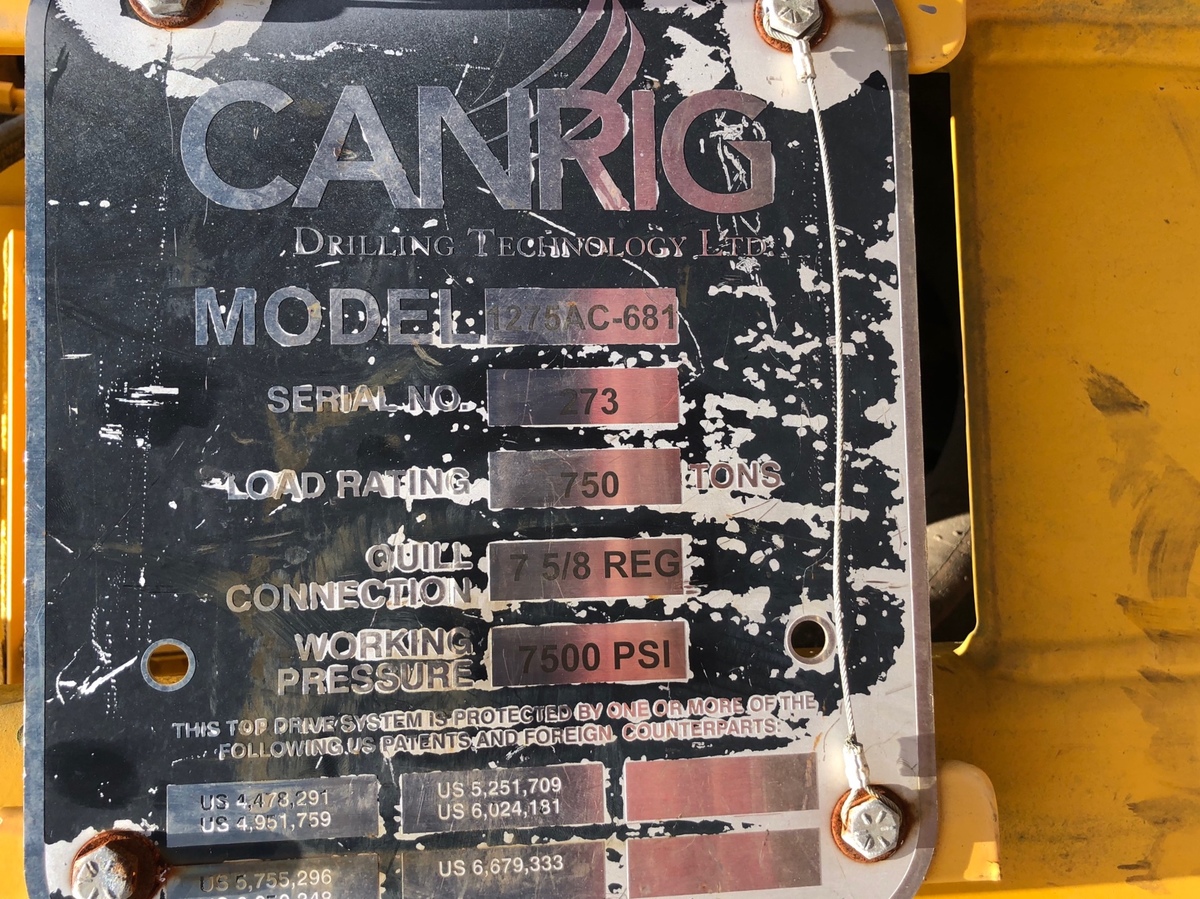 CANRIG
DRILLING TECHNOLOGY LTD.
MODEL 1275AC-681
SERIAL NO. 273
LOAD RATING 750 TONS
QUILL CONNECTION 7 5/8 REG
WORKING PRESSURE 7500 PSI
THIS TOP DRIVE SYSTEM IS PROTECTED BY ONE OR MORE OF THE
FOLLOWING US PATENTS AND FOREIGN COUNTERPARTS:
US 4,478,291
US 4,951,759
US 5,251,709
US 6,024,181
US 5,755,296
US 6,679,333